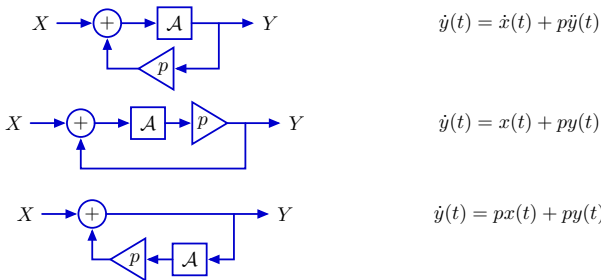 X + 𝒜 Y ẏ(t) = ẋ(t) + pÿ(t)
p
X + 𝒜 p Y ẏ(t) = x(t) + py(t)
X + Y ẏ(t) = px(t) + py(t)
p 𝒜